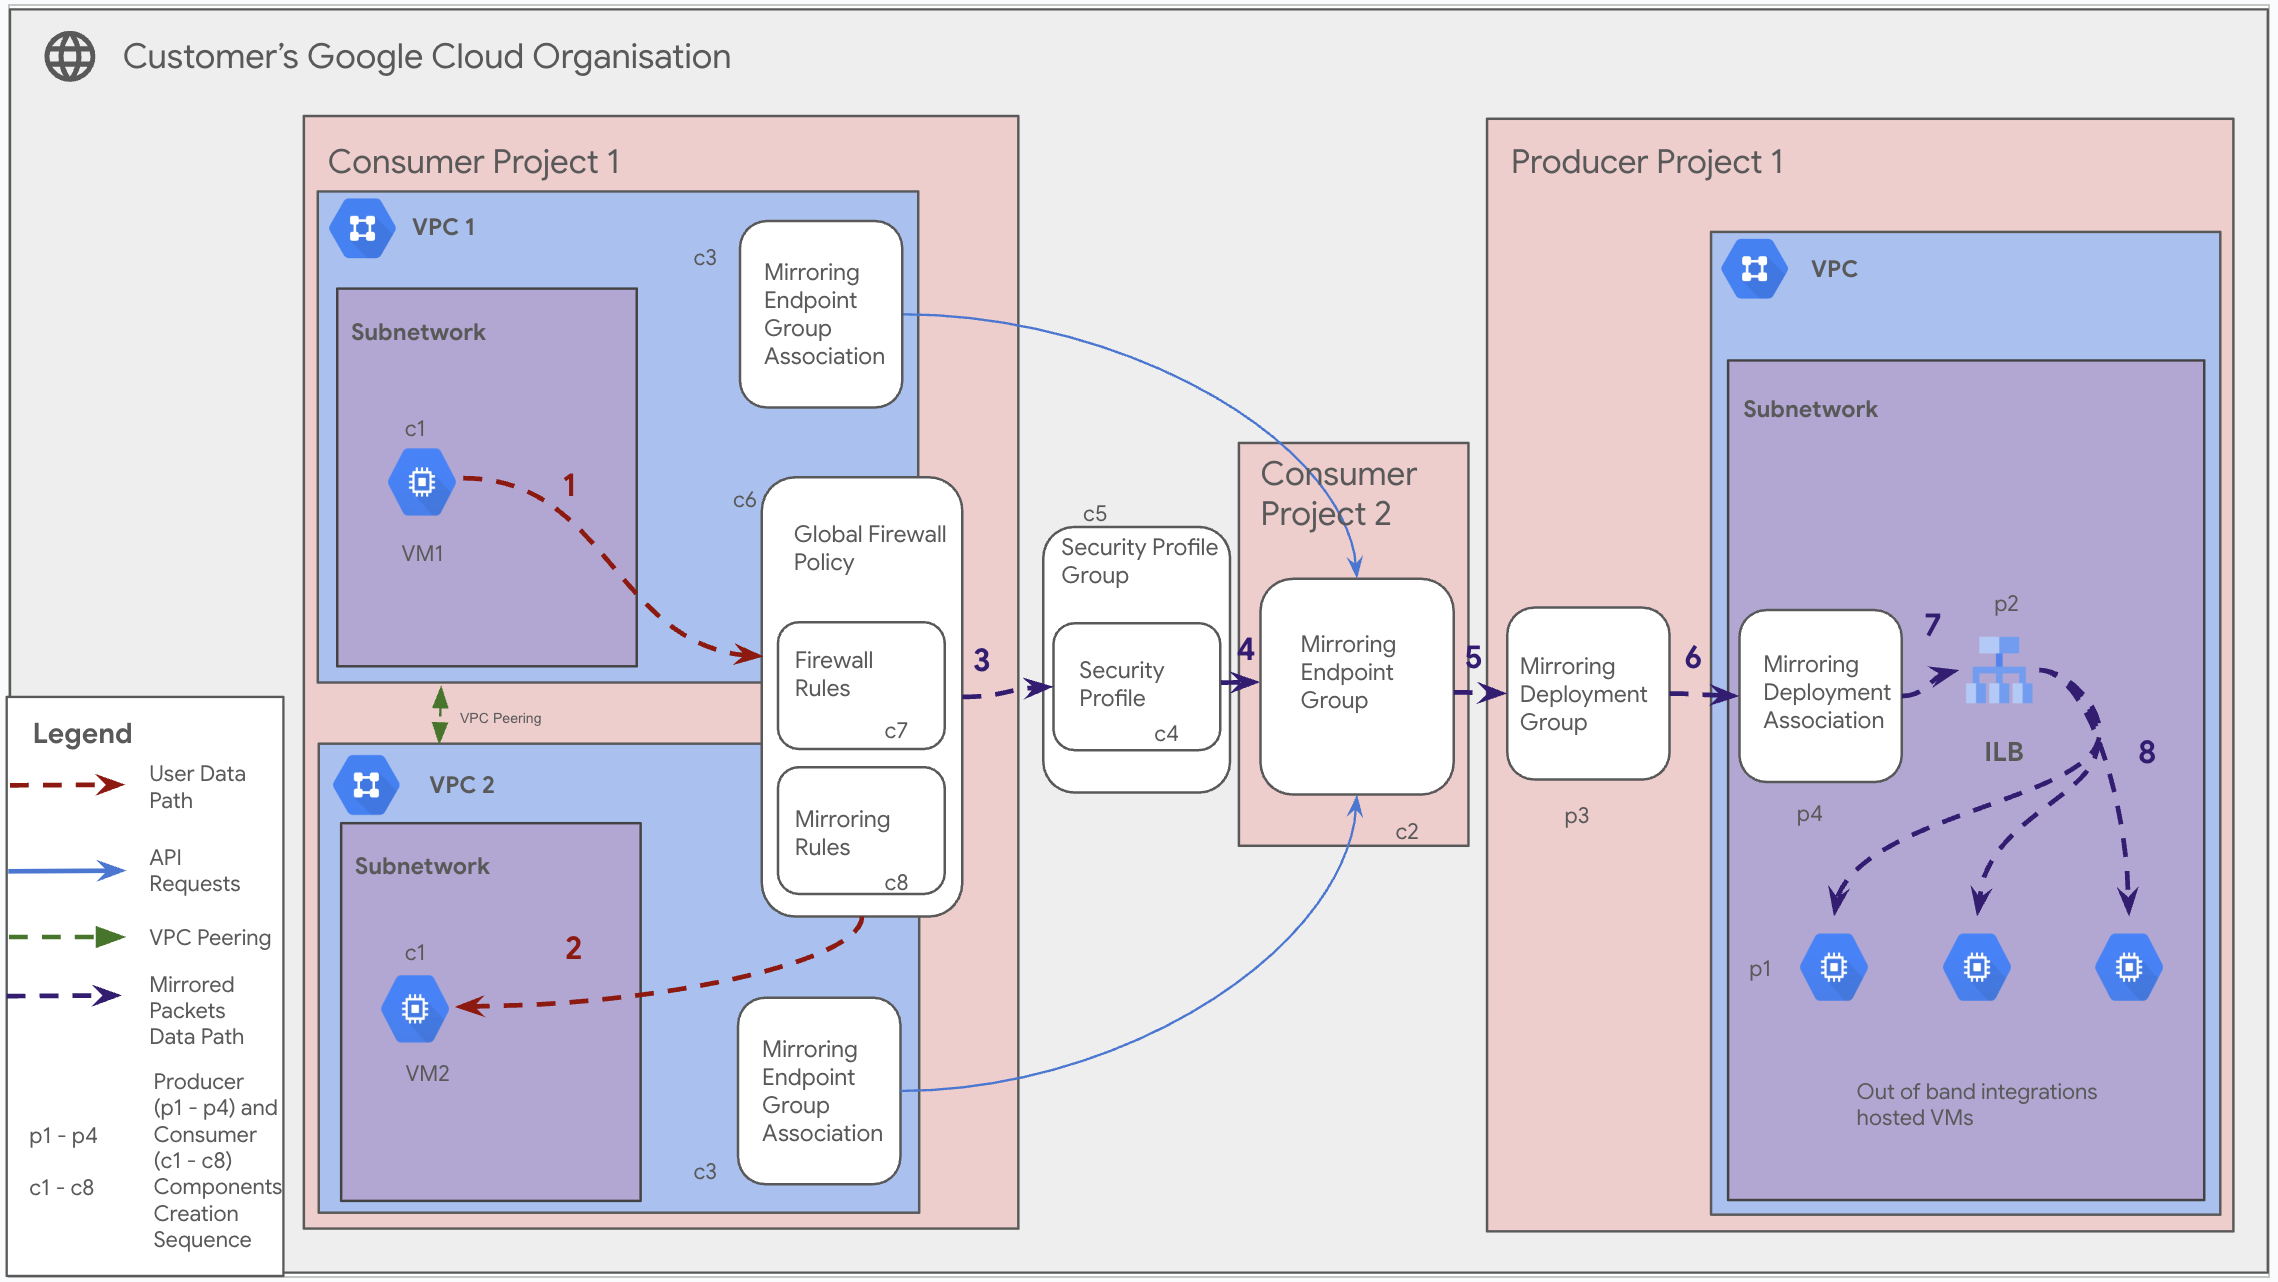 Customer's Google Cloud Organisation
Consumer Project 1
VPC 1
c3
Mirroring
Endpoint
Group
Association
Subnetwork
c1
1
VM1
c6
Global Firewall
Policy
Firewall
Rules
c7
Mirroring
Rules
c8
VPC Peering
VPC 2
Subnetwork
c1
2
VM2
Mirroring
Endpoint
Group
Association
c3
3
c5
Security Profile
Group
Security
Profile
c4
4
Consumer
Project 2
Mirroring
Endpoint
Group
c2
5
Producer Project 1
Mirroring
Deployment
Group
p3
6
VPC
Subnetwork
Mirroring
Deployment
Association
p4
7
p2
ILB
8
p1
Out of band integrations
hosted VMs
Legend
User Data
Path
API
Requests
VPC Peering
Mirrored
Packets
Data Path
p1 - p4
c1 - c8
Producer
(p1 - p4) and
Consumer
(c1 - c8)
Components
Creation
Sequence